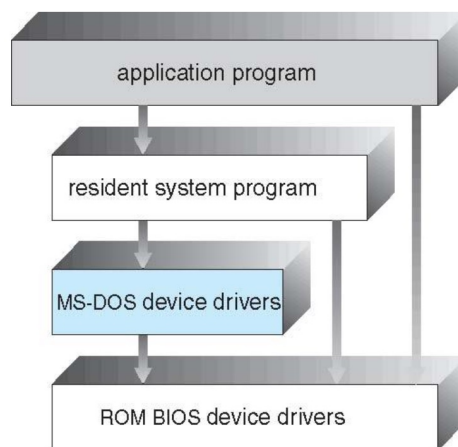 application program
resident system program
MS-DOS device drivers
ROM BIOS device drivers